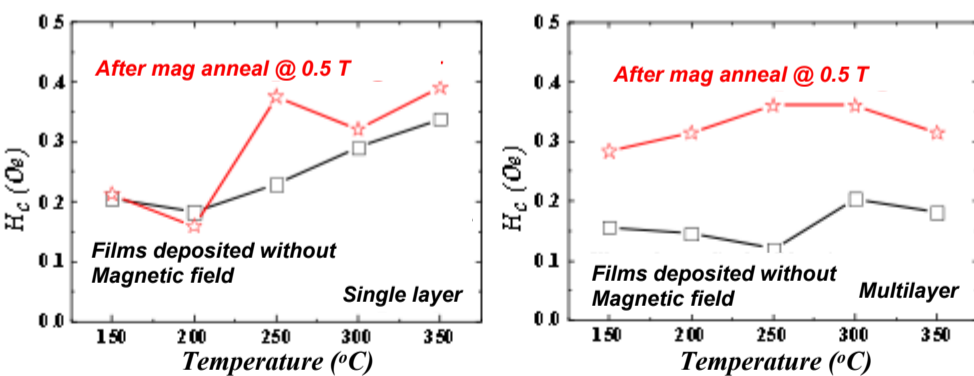 0.5
0.4
0.3
0.2
0.1
0.0
H_C (Oe)
After mag anneal @ 0.5 T
Films deposited without
Magnetic field
Single layer
150 200 250 300 350
Temperature (°C)
0.5
0.4
0.3
0.2
0.1
0.0
H_C (Oe)
After mag anneal @ 0.5 T
Films deposited without
Magnetic field
Multilayer
150 200 250 300 350
Temperature (°C)